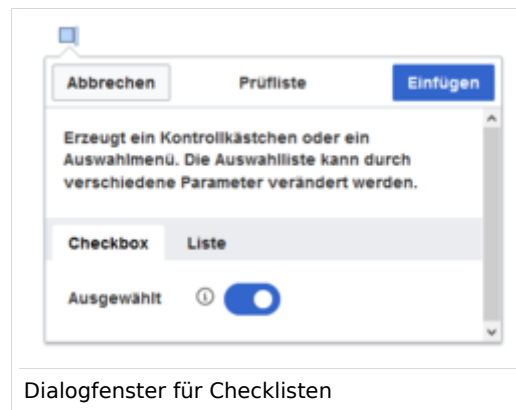 Abbrechen Prüfliste Einfügen
Erzeugt ein Kontrollkästchen oder ein
Auswahlmenü. Die Auswahlliste kann durch
verschiedene Parameter verändert werden.
Checkbox Liste
Ausgewählt
Dialogfenster für Checklisten